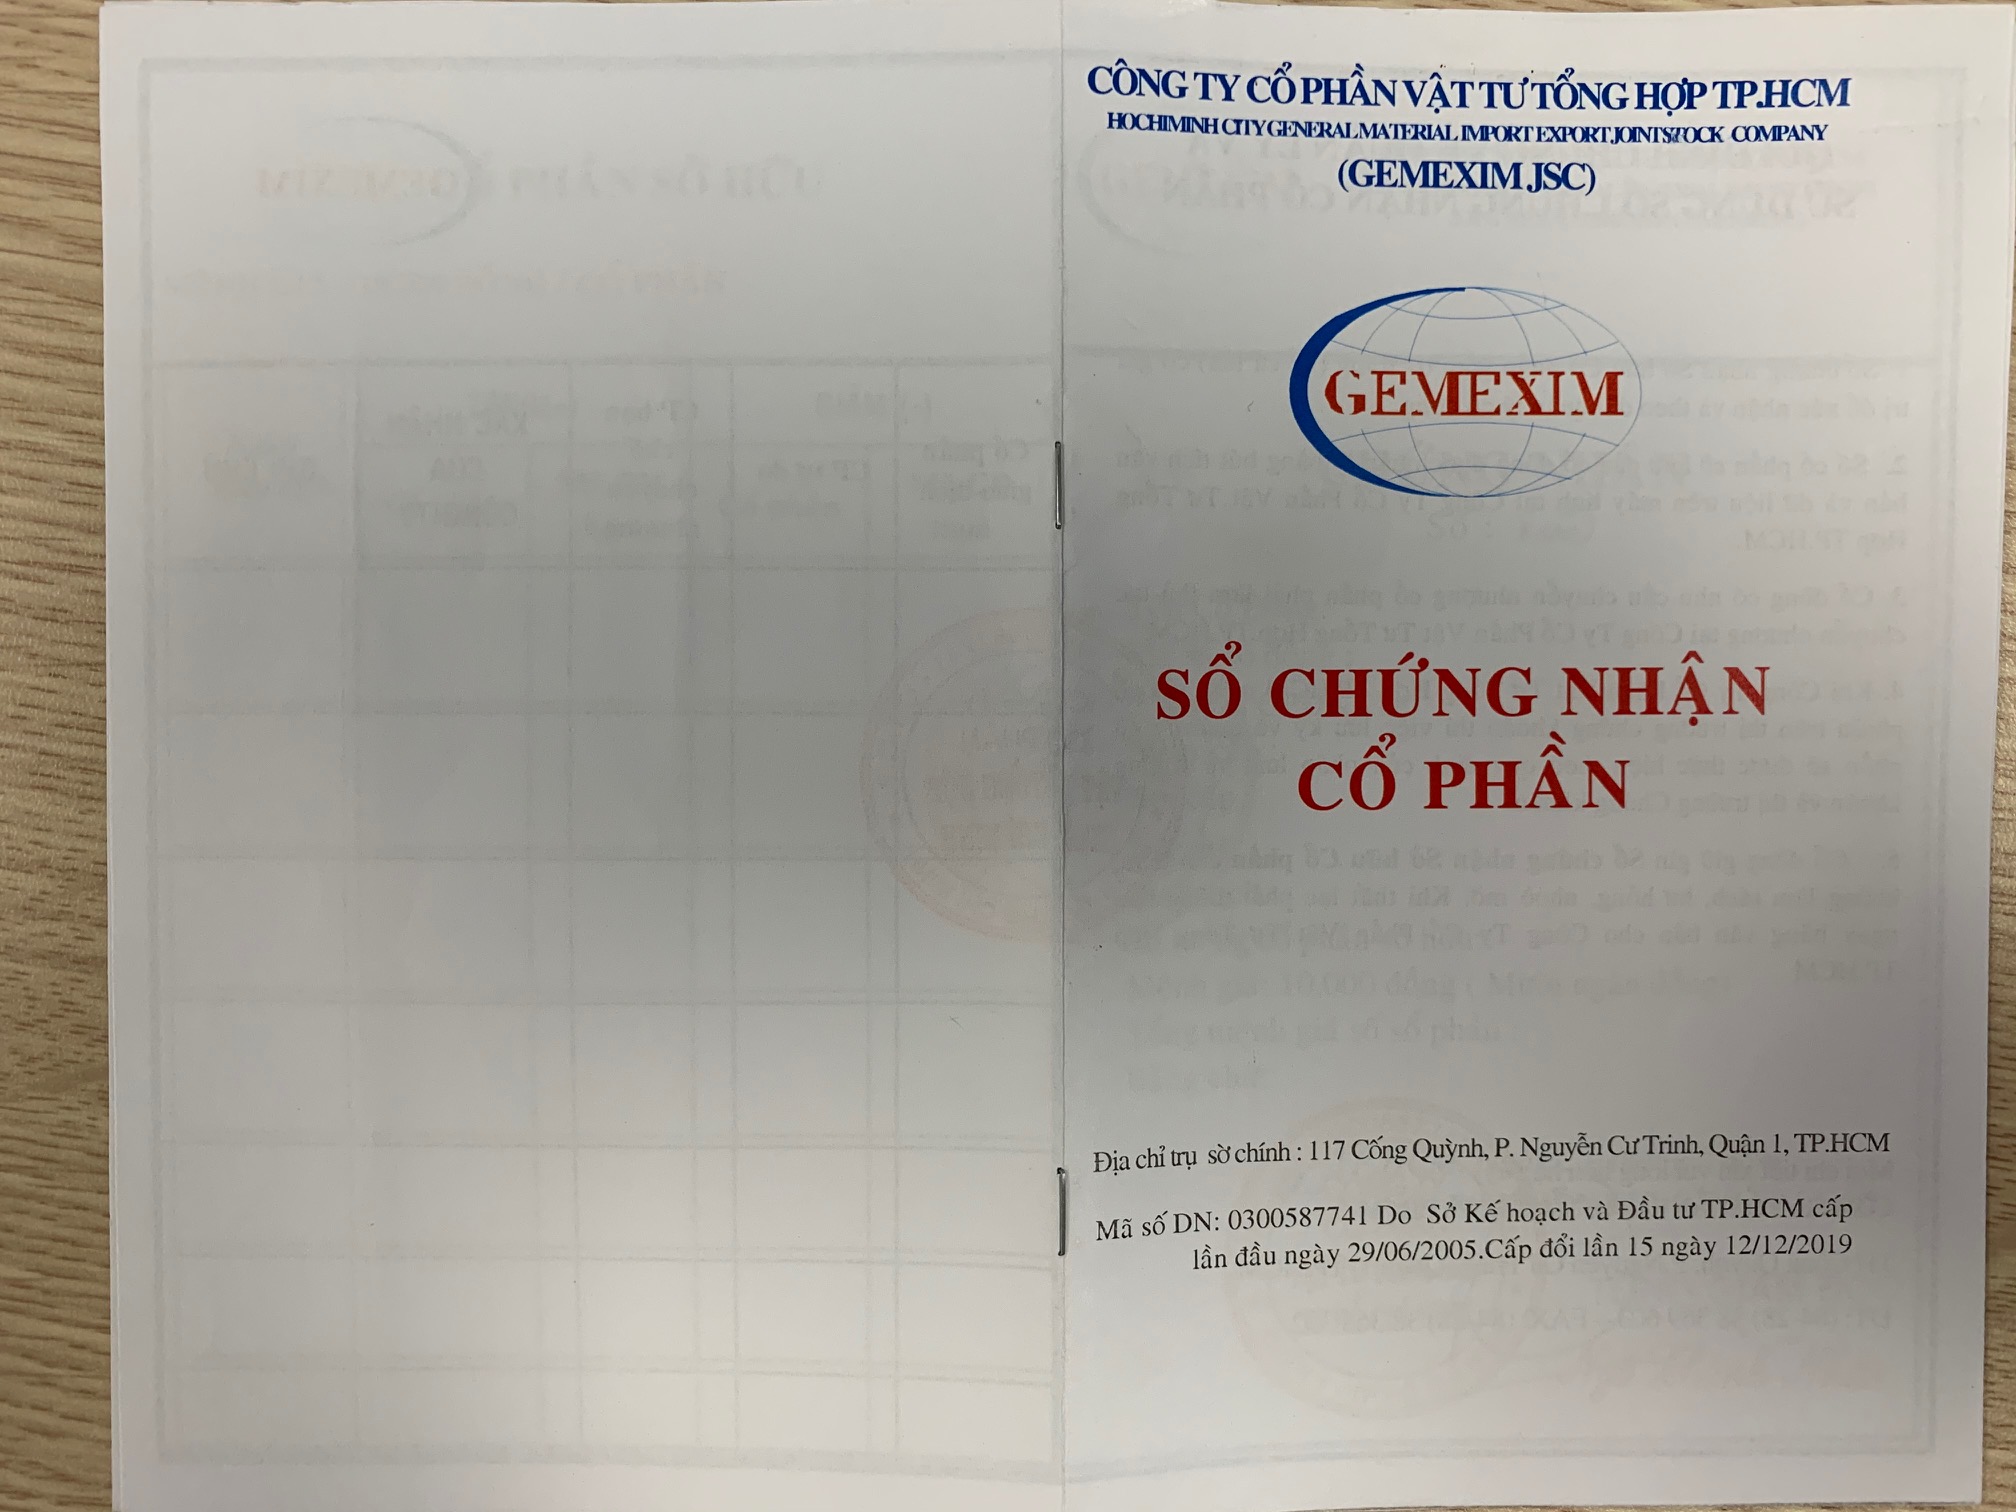 CÔNG TY CỔ PHẦN VẬT TƯ TỔNG HỢP TP.HCM
HOCHIMINH CITY GENERAL MATERIAL IMPORT EXPORT JOINT STOCK COMPANY
(GEMEXIM JSC)
GEMEXIM
SỔ CHỨNG NHẬN
CỔ PHẦN
Địa chỉ trụ sờ chính : 117 Cống Quỳnh, P. Nguyễn Cư Trinh, Quận 1, TP.HCM
Mã số DN: 0300587741 Do Sở Kế hoạch và Đầu tư TP.HCM cấp
lần đầu ngày 29/06/2005.Cấp đổi lần 15 ngày 12/12/2019